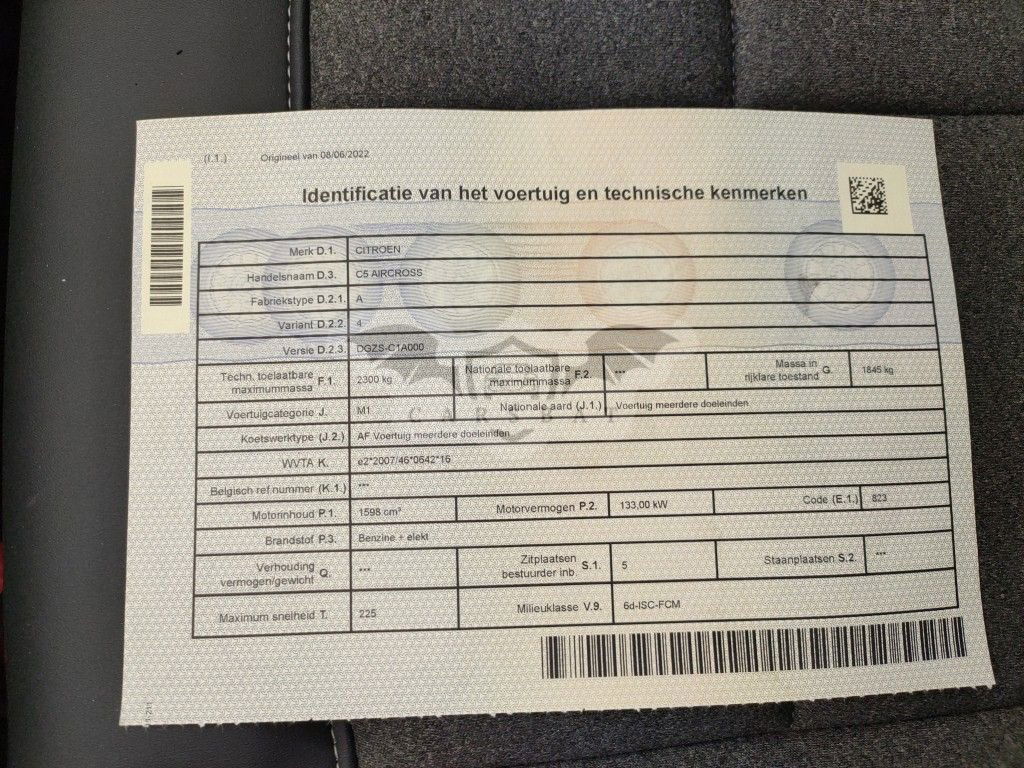 (I.1.) Origineel van 08/06/2022
Identificatie van het voertuig en technische kenmerken
Merk D.1. CITROEN
Handelsnaam D.3. C5 AIRCROSS
Fabriekstype D.2.1. A
Variant D.2.2. 4
Versie D.2.3. DGZS-C1A000
Techn. toelaatbare maximummassa F.1. 2300 kg Nationale toelaatbare maximummassa F.2. *** Massa in rijklare toestand G. 1845 kg
CARSBAT
Voertuigcategorie J. M1 Nationale aard (J.1.) Voertuig meerdere doeleinden
Koetswerktype (J.2.) AF Voertuig meerdere doeleinden
WVTA K. e2*2007/46*0642*16
Belgisch ref nummer (K.1.) ***
Motorinhoud P.1. 1598 cm³ Motorvermogen P.2. 133,00 kW Code (E.1.) 823
Brandstof P.3. Benzine + elekt
Verhouding vermogen/gewicht Q. *** Zitplaatsen bestuurder inb. S.1. 5 Staanplaatsen S.2. ***
Maximum snelheid T. 225 Milieuklasse V.9. 6d-ISC-FCM